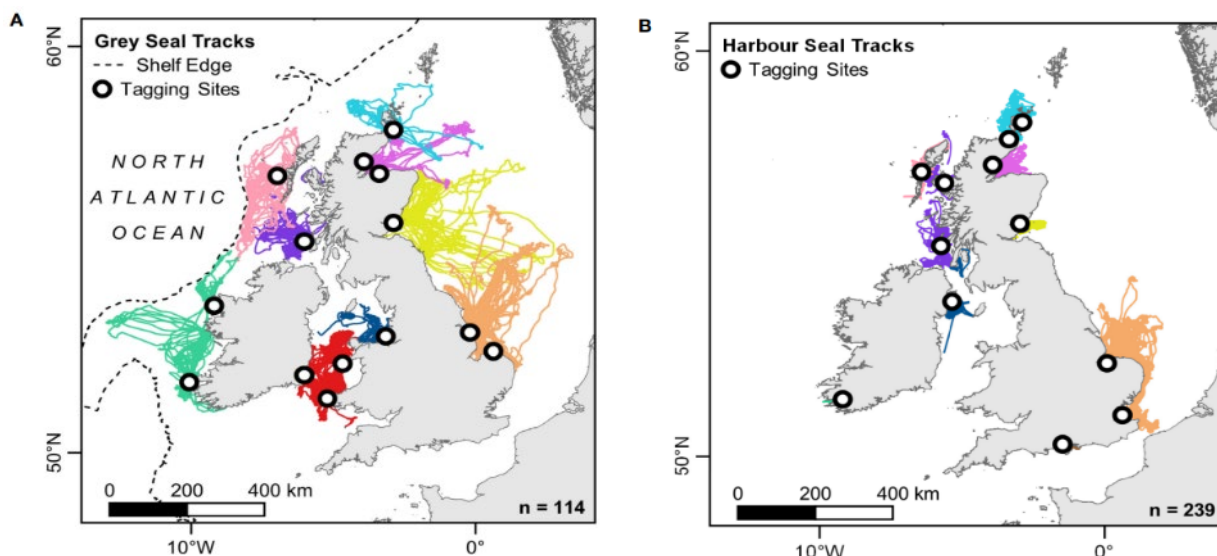 A
Grey Seal Tracks
Shelf Edge
Tagging Sites
60°N
NORTH
ATLANTIC
OCEAN
50°N
0 200 400 km
n = 114
10°W 0°
B
Harbour Seal Tracks
Tagging Sites
60°N
50°N
0 200 400 km
n = 239
10°W 0°